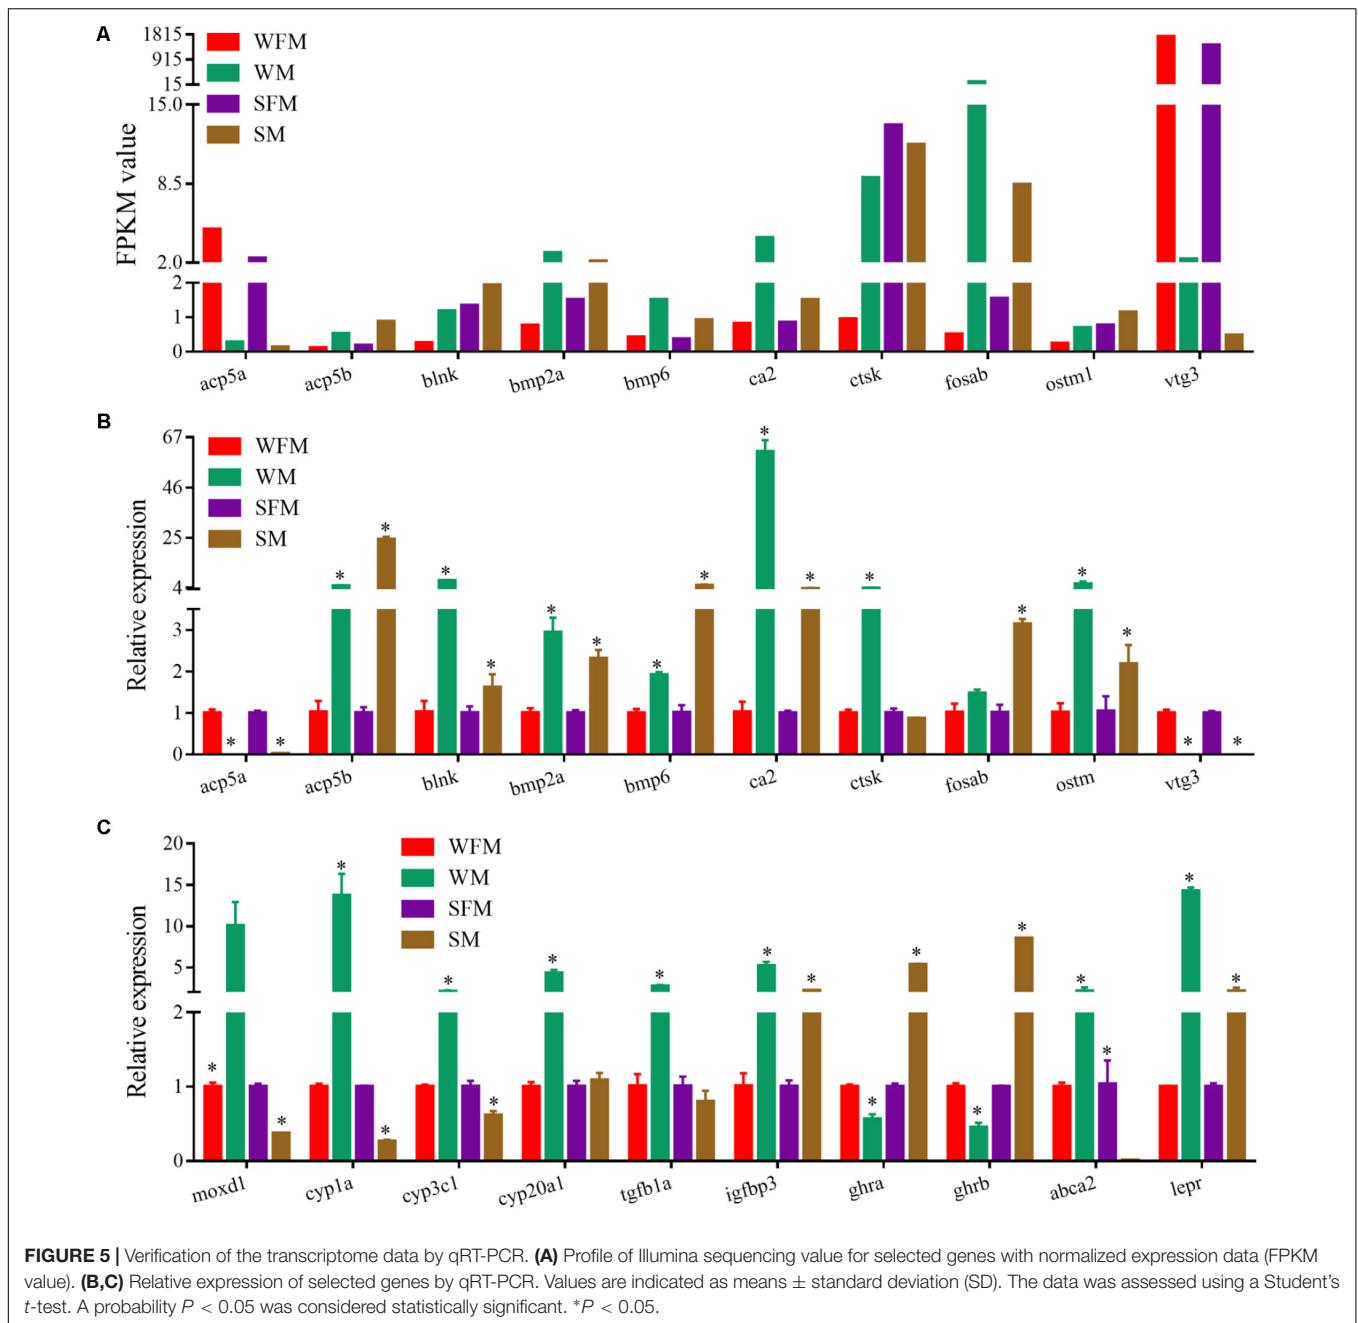 A
1815
915
15
15.0
8.5
2.0
2
1
0
FPKM value
WFM
WM
SFM
SM
acp5a
acp5b
blnk
bmp2a
bmp6
ca2
ctsk
fosab
ostm1
vtg3
B
67
46
25
4
3
2
1
0
Relative expression
WFM
WM
SFM
SM
* * * * * * * * * * * * * * * * *
acp5a
acp5b
blnk
bmp2a
bmp6
ca2
ctsk
fosab
ostm
vtg3
C
20
15
10
5
2
1
0
Relative expression
WFM
WM
SFM
SM
* * * * * * * * * * * * * * * * *
moxd1
cyp1a
cyp3c1
cyp20a1
tgfb1a
igfbp3
ghra
ghrb
abca2
lepr
FIGURE 5 | Verification of the transcriptome data by qRT-PCR. (A) Profile of Illumina sequencing value for selected genes with normalized expression data (FPKM
value). (B,C) Relative expression of selected genes by qRT-PCR. Values are indicated as means ± standard deviation (SD). The data was assessed using a Student's
t-test. A probability P < 0.05 was considered statistically significant. *P < 0.05.